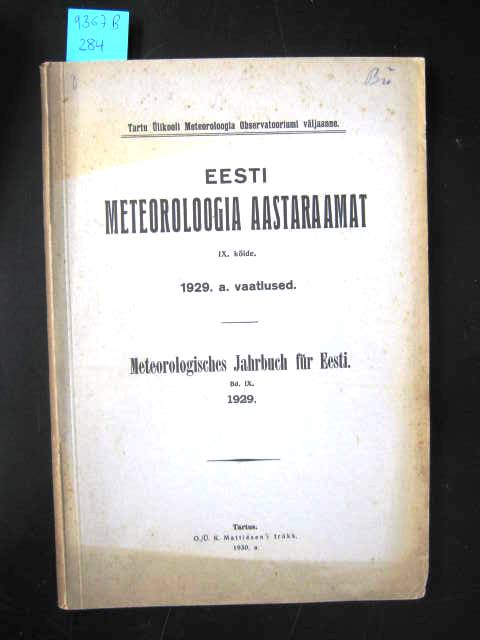 9367 B
284
Bü
Tartu Ülikooli Meteoroloogia Observatooriumi väljaanne.
EESTI
METEOROLOOGIA AASTARAAMAT
IX. köide.
1929. a. vaatlused.
Meteorologisches Jahrbuch für Eesti.
Bd. IX.
1929.
Tartus.
O./Ü. K. Mattiesen'i trükk.
1930. a